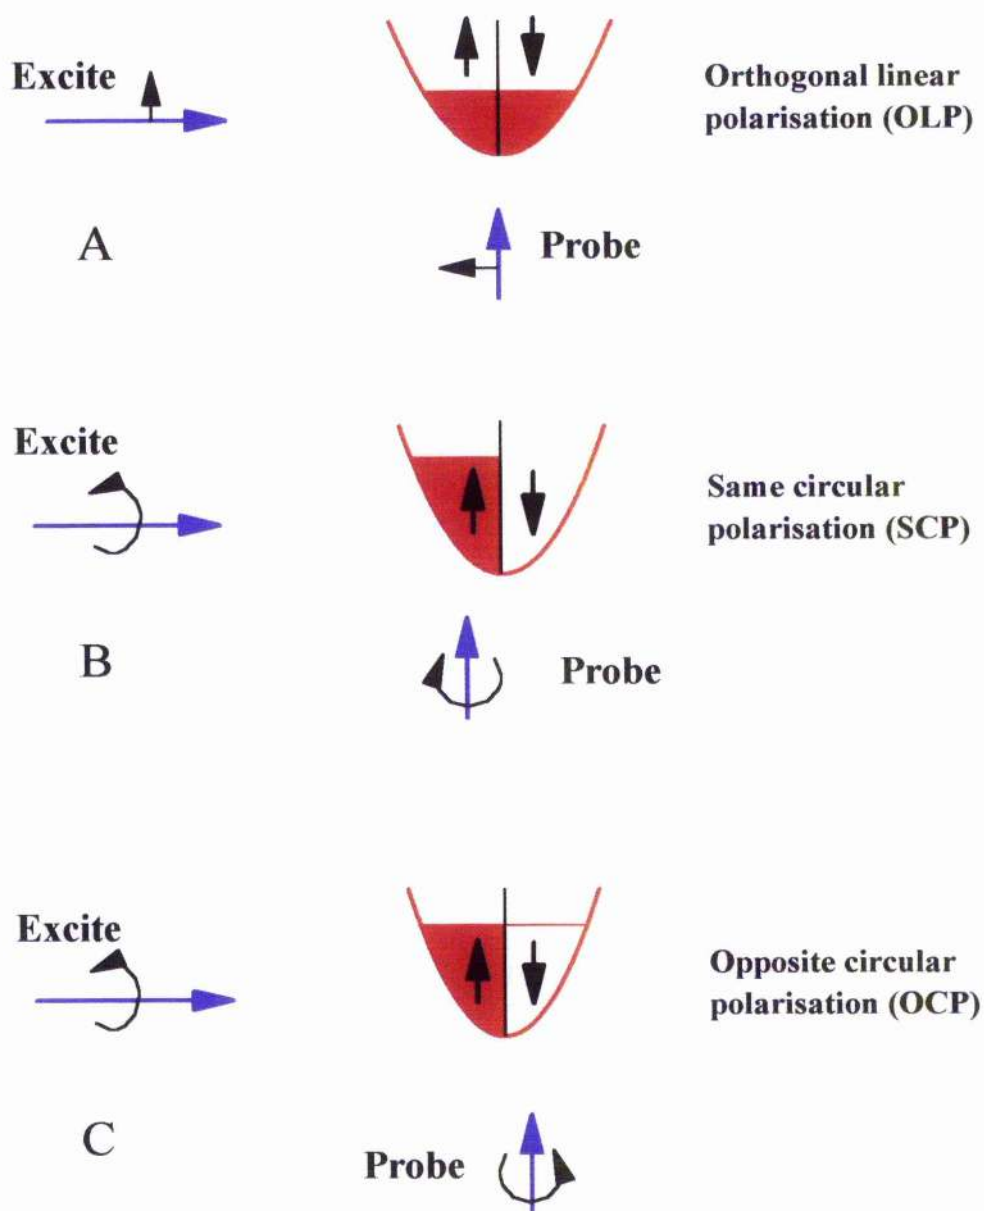 Excite
Orthogonal linear
polarisation (OLP)
A
Probe
Excite
Same circular
polarisation (SCP)
B
Probe
Excite
Opposite circular
polarisation (OCP)
C
Probe